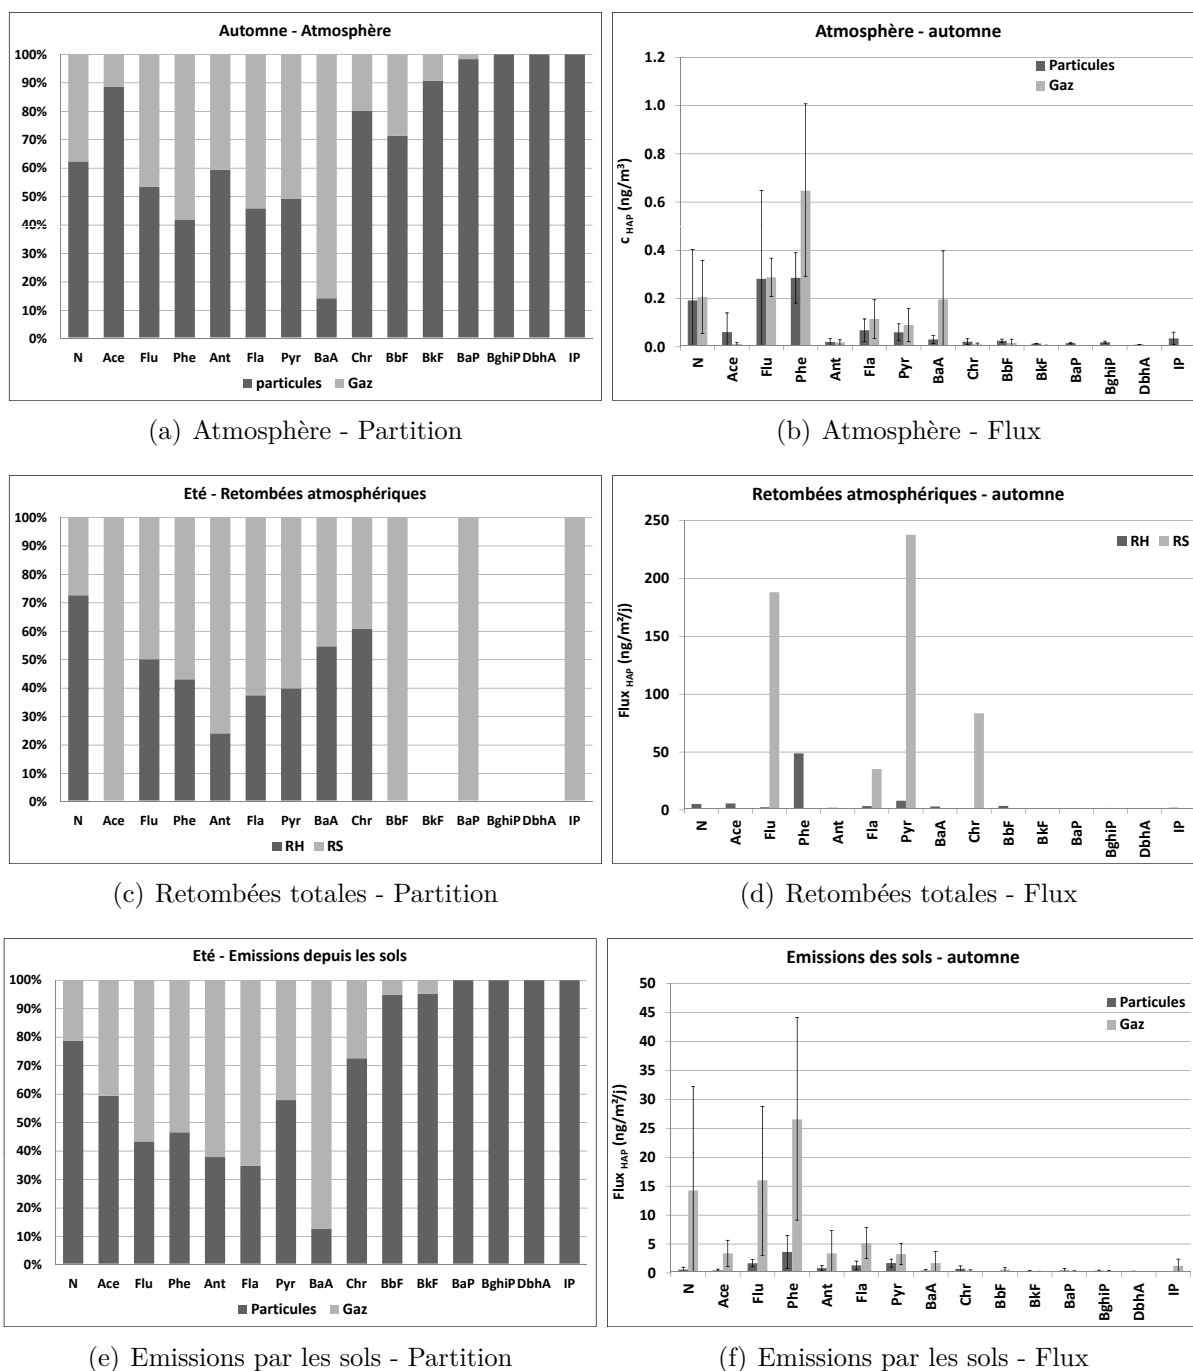 Automne - Atmosphère
100%
90%
80%
70%
60%
50%
40%
30%
20%
10%
0%
N Ace Flu Phe Ant Fla Pyr BaA Chr BbF BkF BaP BghiP DbhA IP
particules Gaz
(a) Atmosphère - Partition
Atmosphère - automne
Particules
Gaz
c HAP (ng/m³)
1.2
1.0
0.8
0.6
0.4
0.2
0.0
N Ace Flu Phe Ant Fla Pyr BaA Chr BbF BkF BaP BghiP DbhA IP
(b) Atmosphère - Flux
Eté - Retombées atmosphériques
100%
90%
80%
70%
60%
50%
40%
30%
20%
10%
0%
N Ace Flu Phe Ant Fla Pyr BaA Chr BbF BkF BaP BghiP DbhA IP
RH RS
(c) Retombées totales - Partition
Retombées atmosphériques - automne
RH RS
Flux HAP (ng/m²/j)
250
200
150
100
50
0
N Ace Flu Phe Ant Fla Pyr BaA Chr BbF BkF BaP BghiP DbhA IP
(d) Retombées totales - Flux
Eté - Emissions depuis les sols
100%
90%
80%
70%
60%
50%
40%
30%
20%
10%
0%
N Ace Flu Phe Ant Fla Pyr BaA Chr BbF BkF BaP BghiP DbhA IP
Particules Gaz
(e) Emissions par les sols - Partition
Emissions des sols - automne
Particules
Gaz
Flux HAP (ng/m²/j)
50
45
40
35
30
25
20
15
10
5
0
N Ace Flu Phe Ant Fla Pyr BaA Chr BbF BkF BaP BghiP DbhA IP
(f) Emissions par les sols - Flux